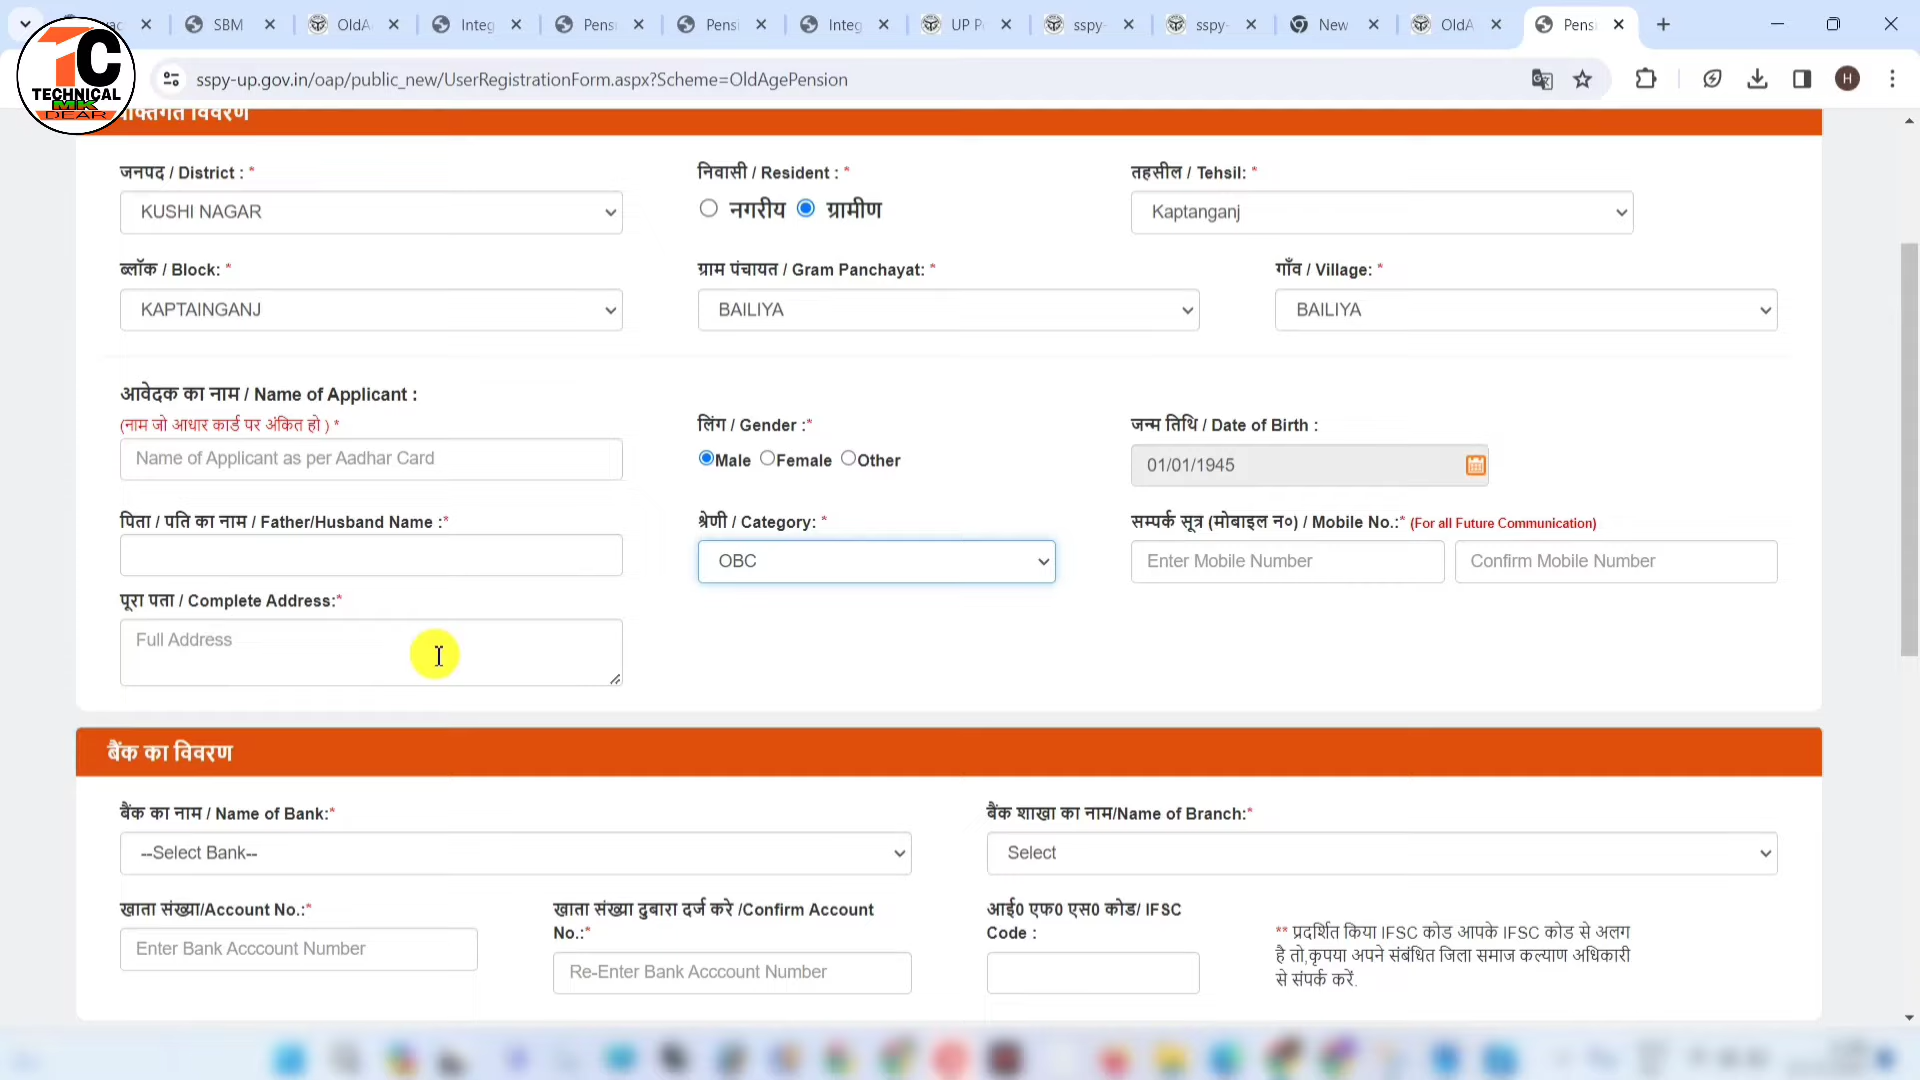 SBM
OldA
Integ
Pensi
Pensi
Integ
UP P
sspy-
sspy-
New
OldA
Pensi
TC
TECHNICAL
MK
DEAR
sspy-up.gov.in/oap/public_new/UserRegistrationForm.aspx?Scheme=OldAgePension
H
जनपद / District : *
निवासी / Resident : *
तहसील / Tehsil: *
KUSHI NAGAR
नगरीय ग्रामीण
Kaptanganj
ब्लॉक / Block: *
ग्राम पंचायत / Gram Panchayat: *
गाँव / Village: *
KAPTAINGANJ
BAILIYA
BAILIYA
आवेदक का नाम / Name of Applicant :
(नाम जो आधार कार्ड पर अंकित हो ) *
लिंग / Gender :*
जन्म तिथि / Date of Birth :
Name of Applicant as per Aadhar Card
Male Female Other
01/01/1945
पिता / पति का नाम / Father/Husband Name :*
श्रेणी / Category: *
सम्पर्क सूत्र (मोबाइल न०) / Mobile No.:* (For all Future Communication)
OBC
Enter Mobile Number
Confirm Mobile Number
पूरा पता / Complete Address:*
Full Address
बैंक का विवरण
बैंक का नाम / Name of Bank:*
बैंक शाखा का नाम/Name of Branch:*
--Select Bank--
Select
खाता संख्या/Account No.:*
खाता संख्या दुबारा दर्ज करे /Confirm Account
No.:*
आई0 एफ0 एस0 कोड/ IFSC
Code :
Enter Bank Acccount Number
Re-Enter Bank Acccount Number
** प्रदर्शित किया IFSC कोड आपके IFSC कोड से अलग
है तो,कृपया अपने संबंधित जिला समाज कल्याण अधिकारी
से संपर्क करें.